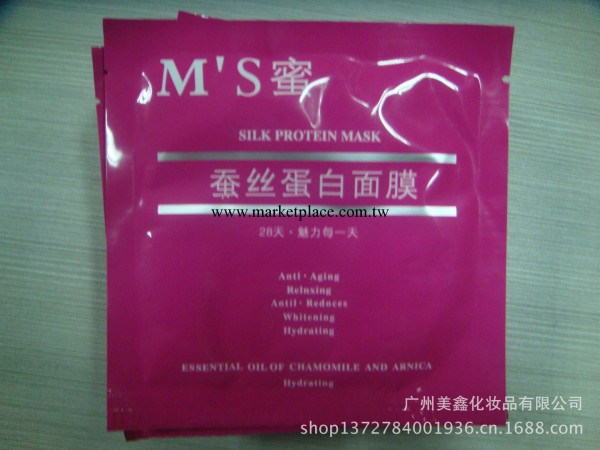 M'S蜜
SILK PROTEIN MASK
蚕丝蛋白面膜
www.marketplace.com.tw
28天·魅力每一天
Anti·Aging
Relnxing
Antil·Reduces
Whitening
Hydrating
ESSENTIAL OIL OF CHAMOMILE AND ARNICA
Hydrating
广州美鑫化妆品有限公司
shop1372784001936.cn.1688.com